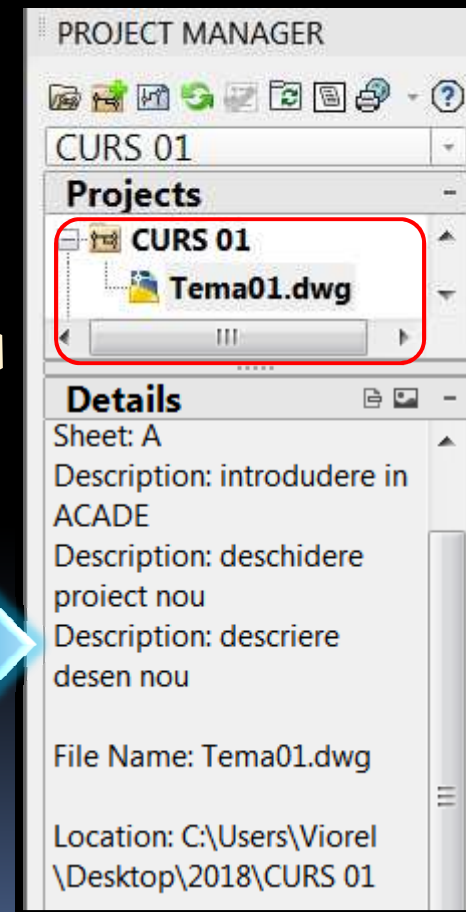 PROJECT MANAGER
CURS 01
Projects
CURS 01
Tema01.dwg
Details
Sheet: A
Description: introdudere in
ACADE
Description: deschidere
proiect nou
Description: descriere
desen nou
File Name: Tema01.dwg
Location: C:\Users\Viorel
\Desktop\2018\CURS 01